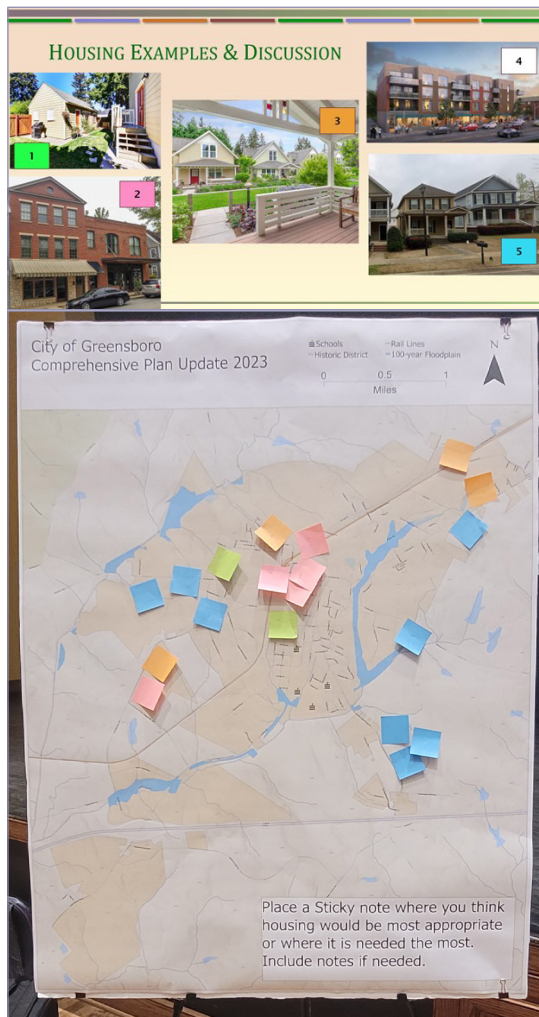 HOUSING EXAMPLES & DISCUSSION
4
1
3
2
5
City of Greensboro
Comprehensive Plan Update 2023
Schools
Rail Lines
Historic District
100-year Floodplain
N
0 0.5 1
Miles
Place a Sticky note where you think
housing would be most appropriate
or where it is needed the most.
Include notes if needed.